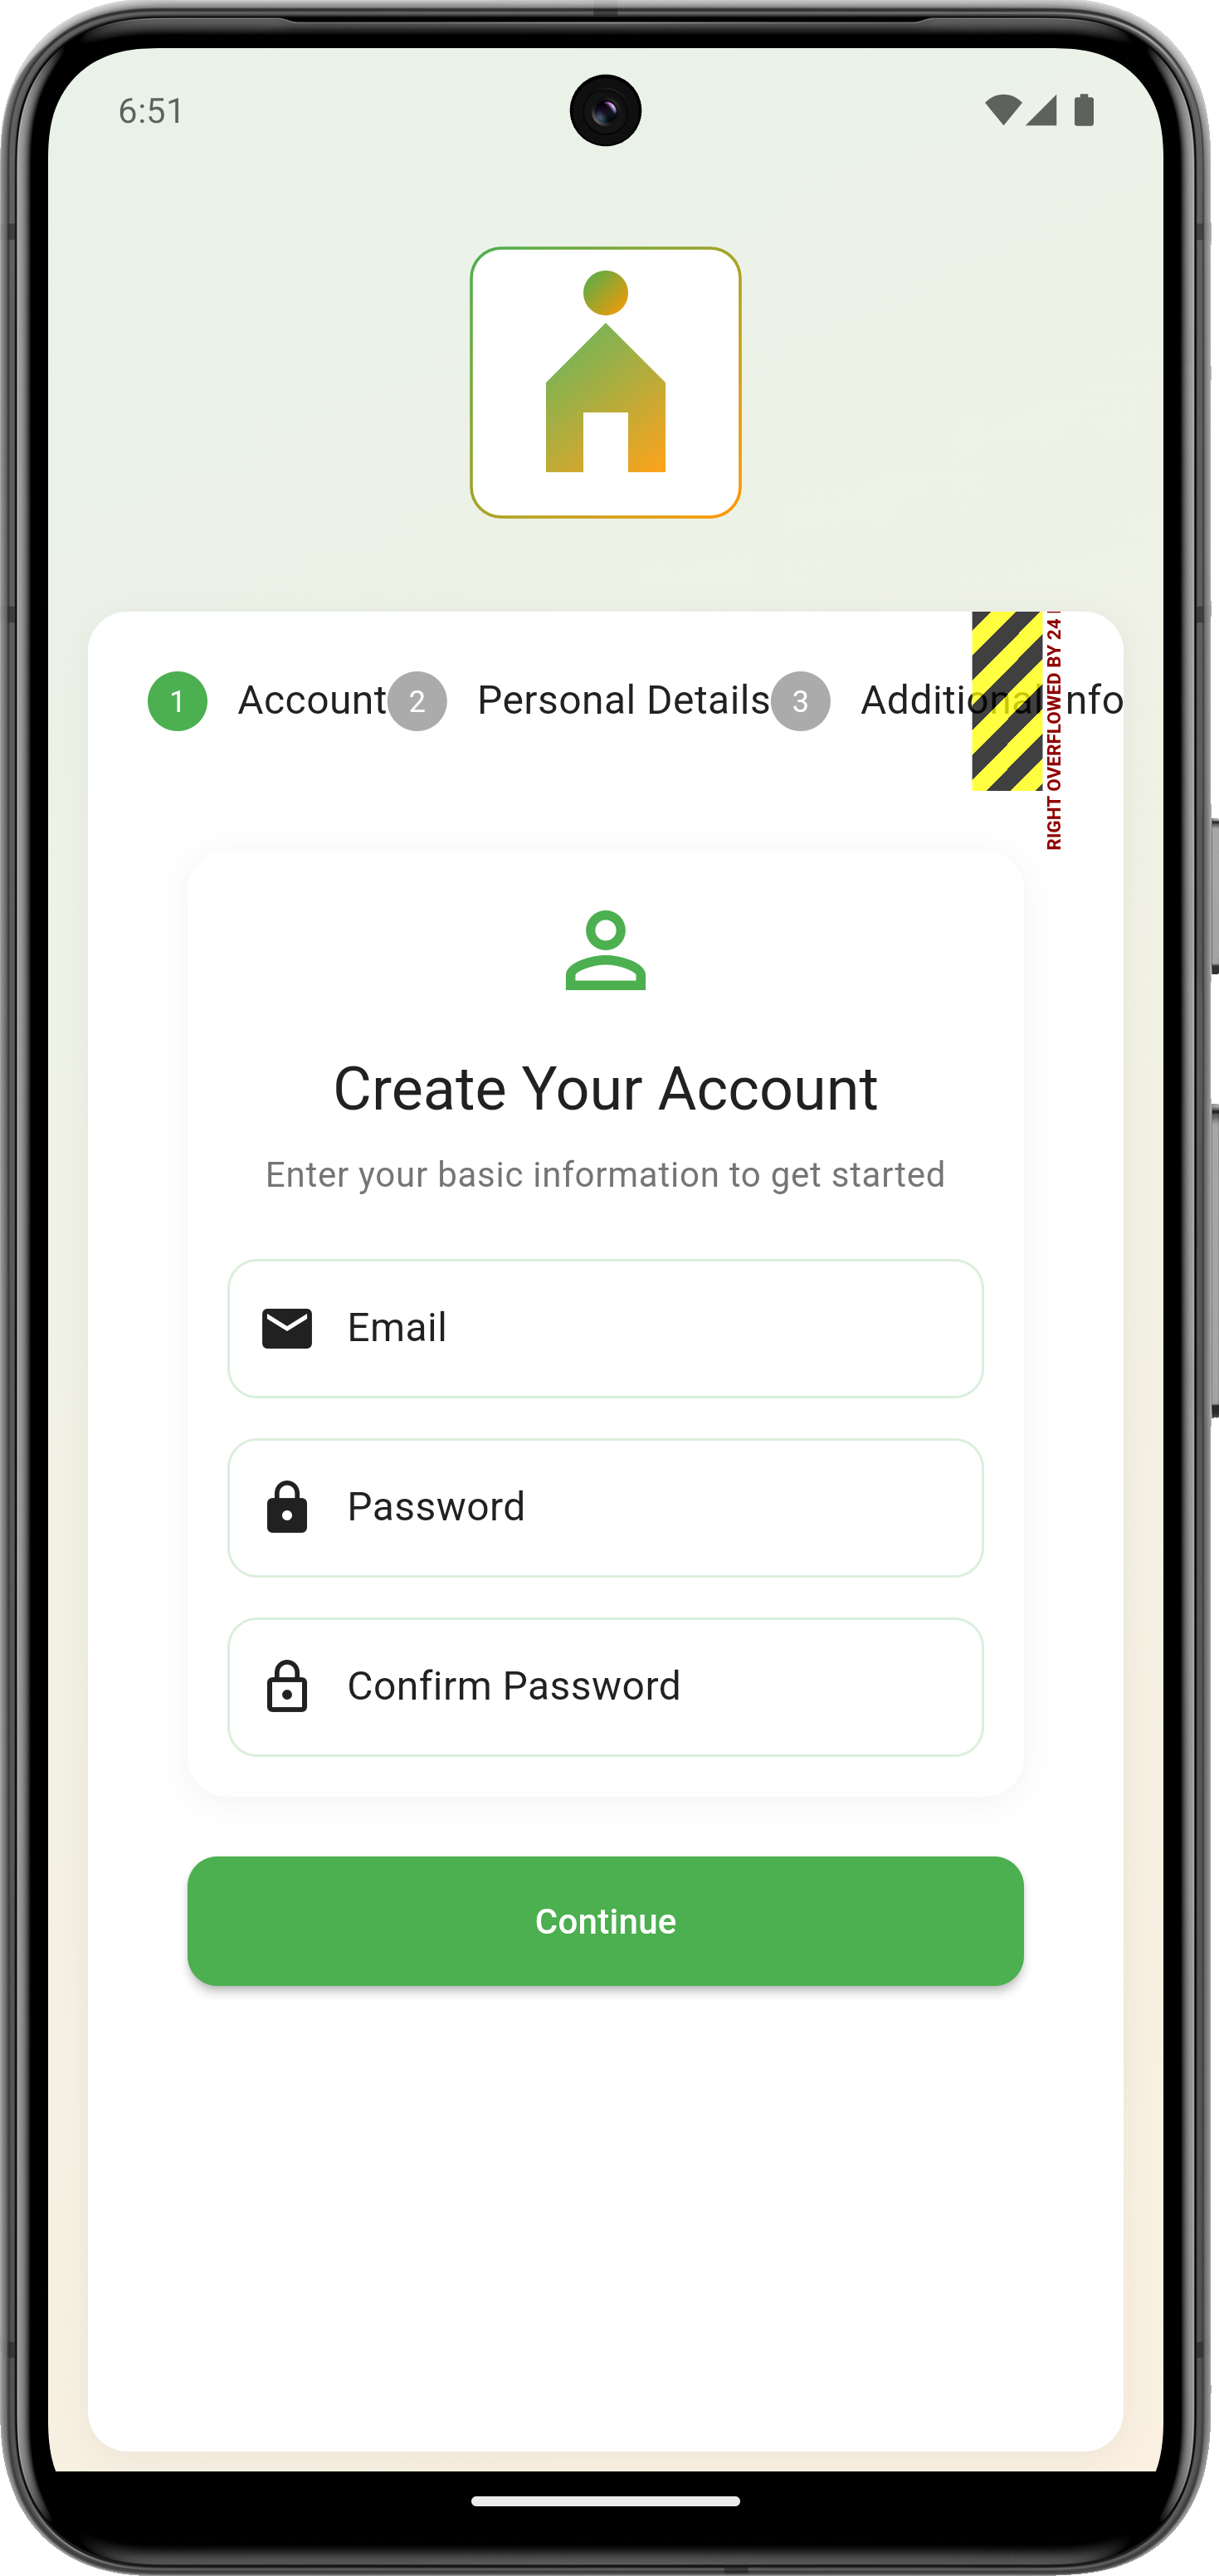 6:51
1 Account 2 Personal Details 3 Additional Info
RIGHT OVERFLOWED BY 24
Create Your Account
Enter your basic information to get started
Email
Password
Confirm Password
Continue